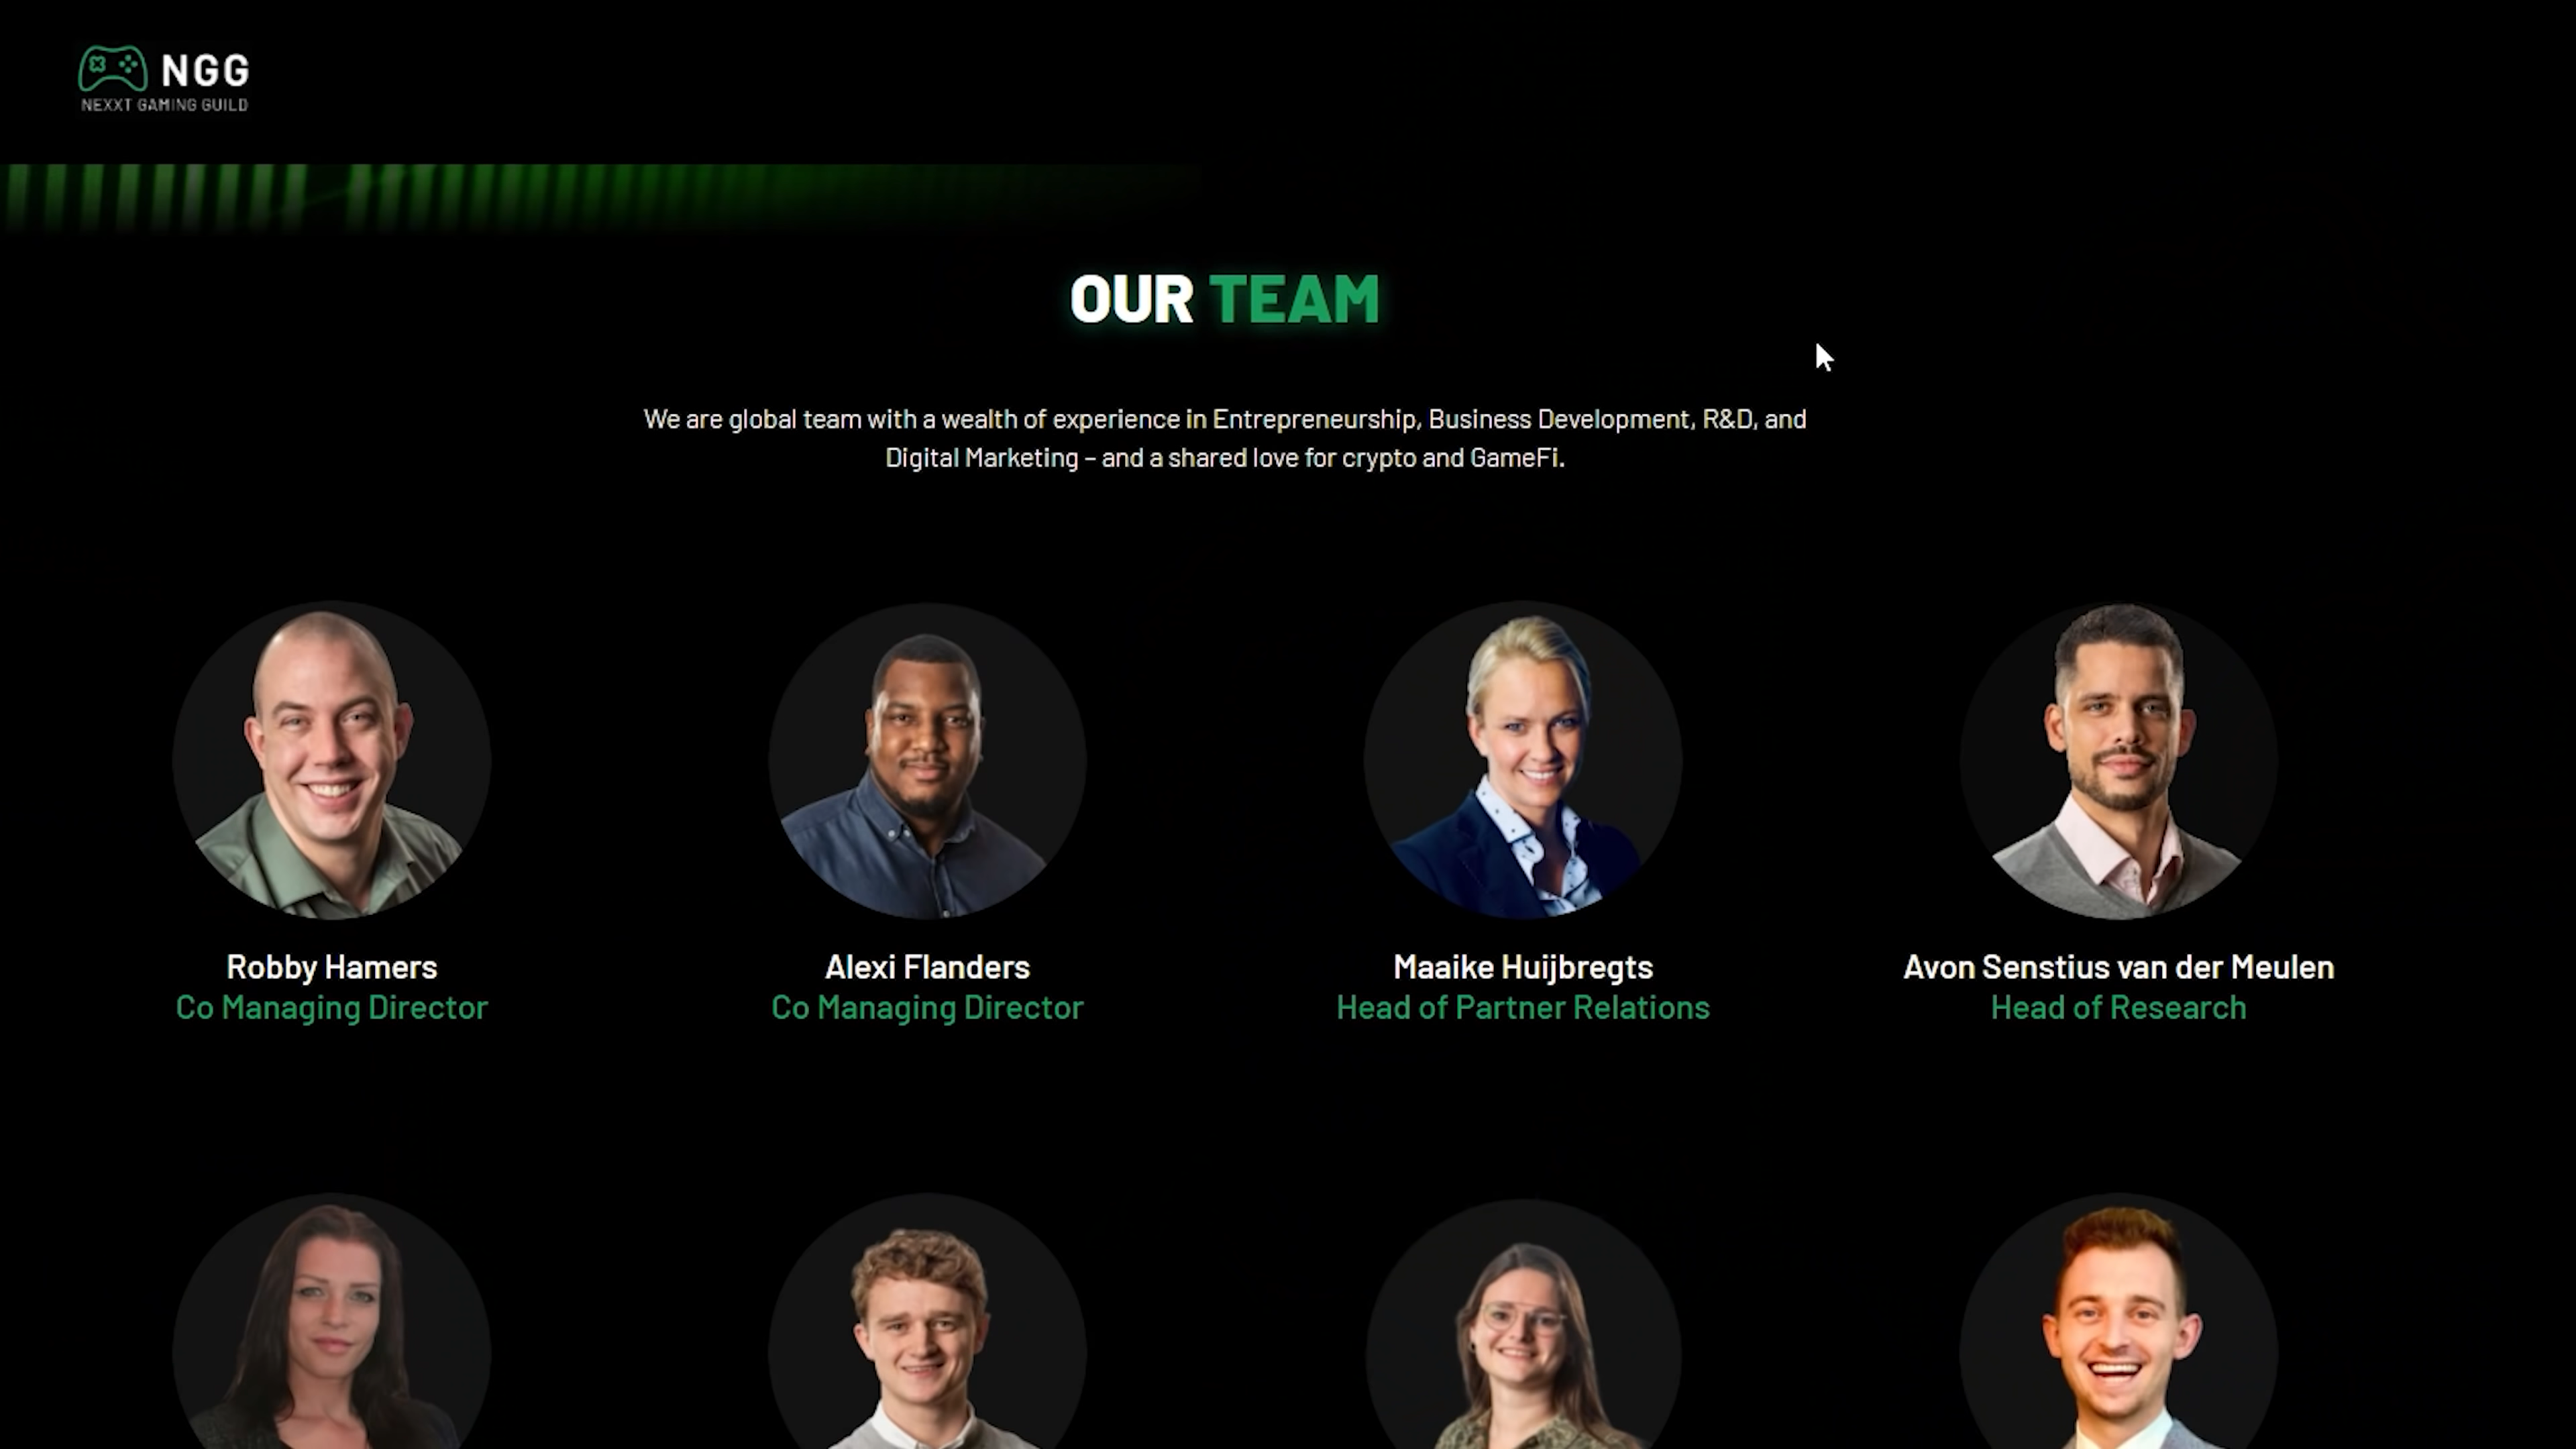 NGG
NEXXT GAMING GUILD
OUR TEAM
We are global team with a wealth of experience in Entrepreneurship, Business Development, R&D, and
Digital Marketing – and a shared love for crypto and GameFi.
Robby Hamers
Co Managing Director
Alexi Flanders
Co Managing Director
Maaike Huijbregts
Head of Partner Relations
Avon Senstius van der Meulen
Head of Research